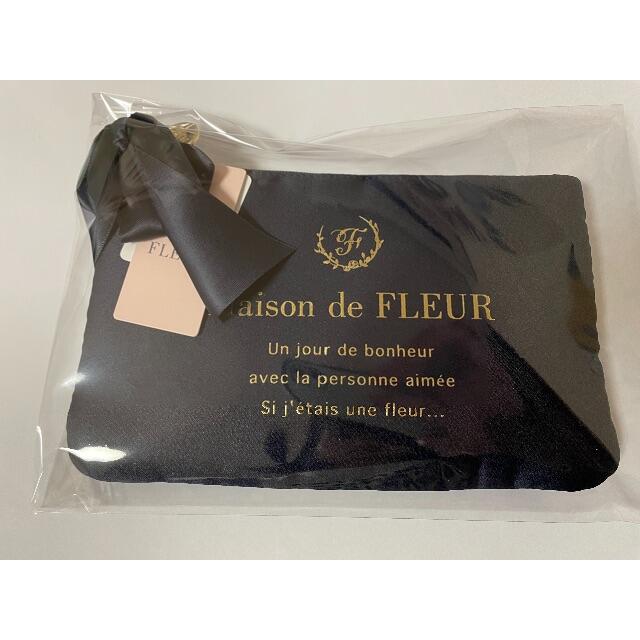 F
FLE
aison de FLEUR
Un jour de bonheur
avec la personne aimée
Si j'étais une fleur...